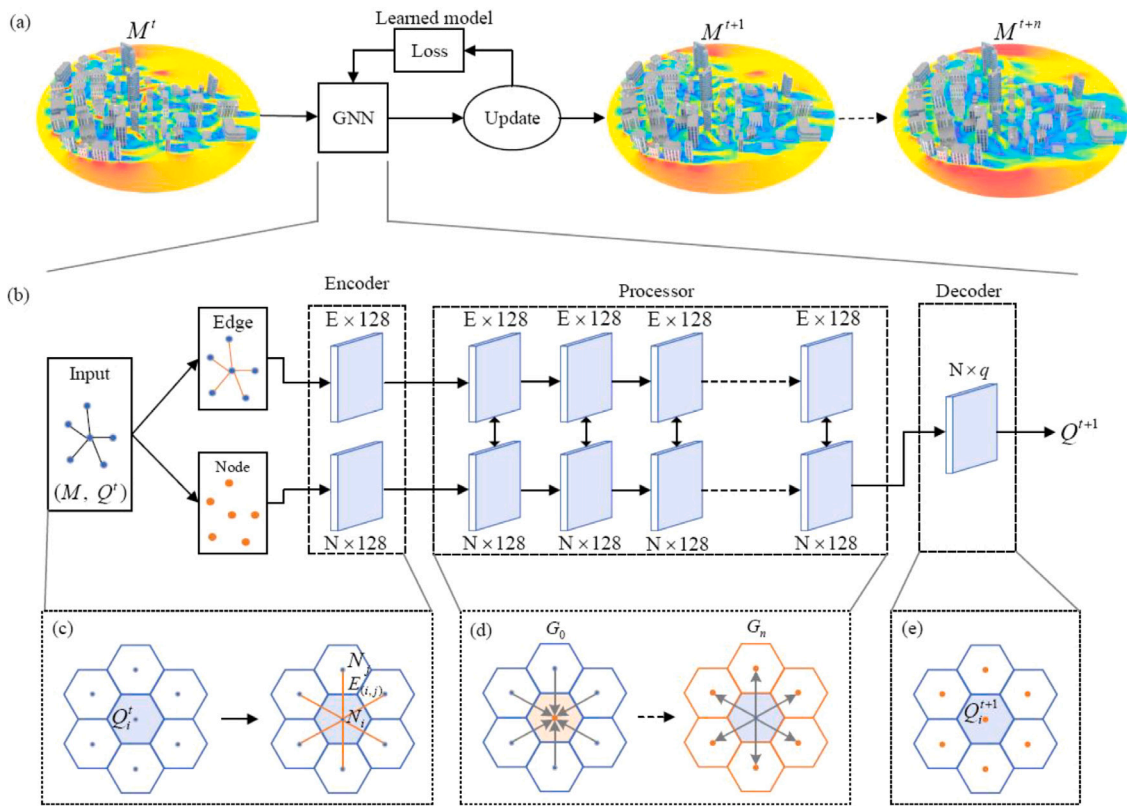 (a)
Learned model
M^t
Loss
GNN
Update
M^{t+1}
M^{t+n}
(b)
Encoder
Processor
Decoder
Input
(M, Q^t)
Edge
Node
E×128
E×128
E×128
E×128
E×128
N×128
N×128
N×128
N×128
N×128
N×q
Q^{t+1}
(c)
Q_i^t
N_j
E_{(i,j)}
N_i
(d)
G_0
G_n
(e)
Q_i^{t+1}